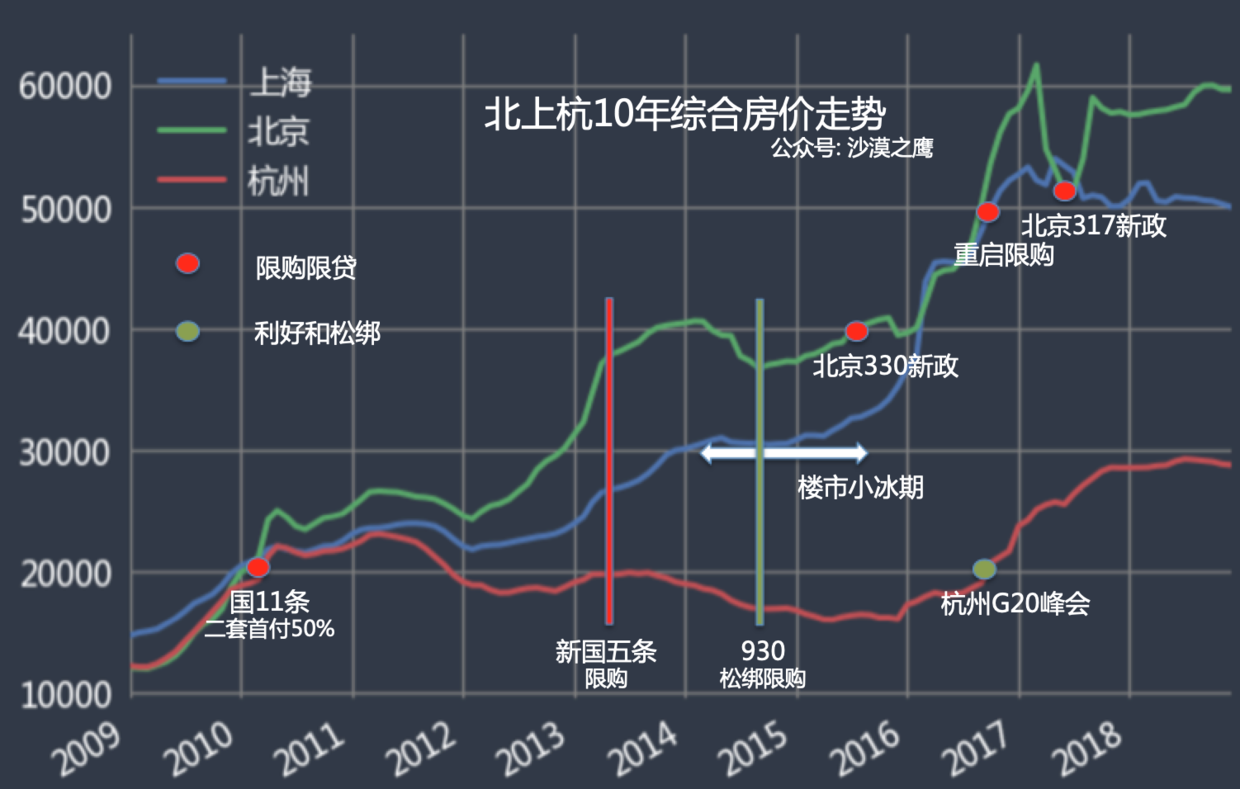 北上杭10年综合房价走势
公众号: 沙漠之鹰
上海
北京
杭州
限购限贷
利好和松绑
60000
50000
40000
30000
20000
10000
北京317新政
重启限购
北京330新政
楼市小冰期
国11条
二套首付50%
杭州G20峰会
新国五条
限购
930
松绑限购
2009
2010
2011
2012
2013
2014
2015
2016
2017
2018